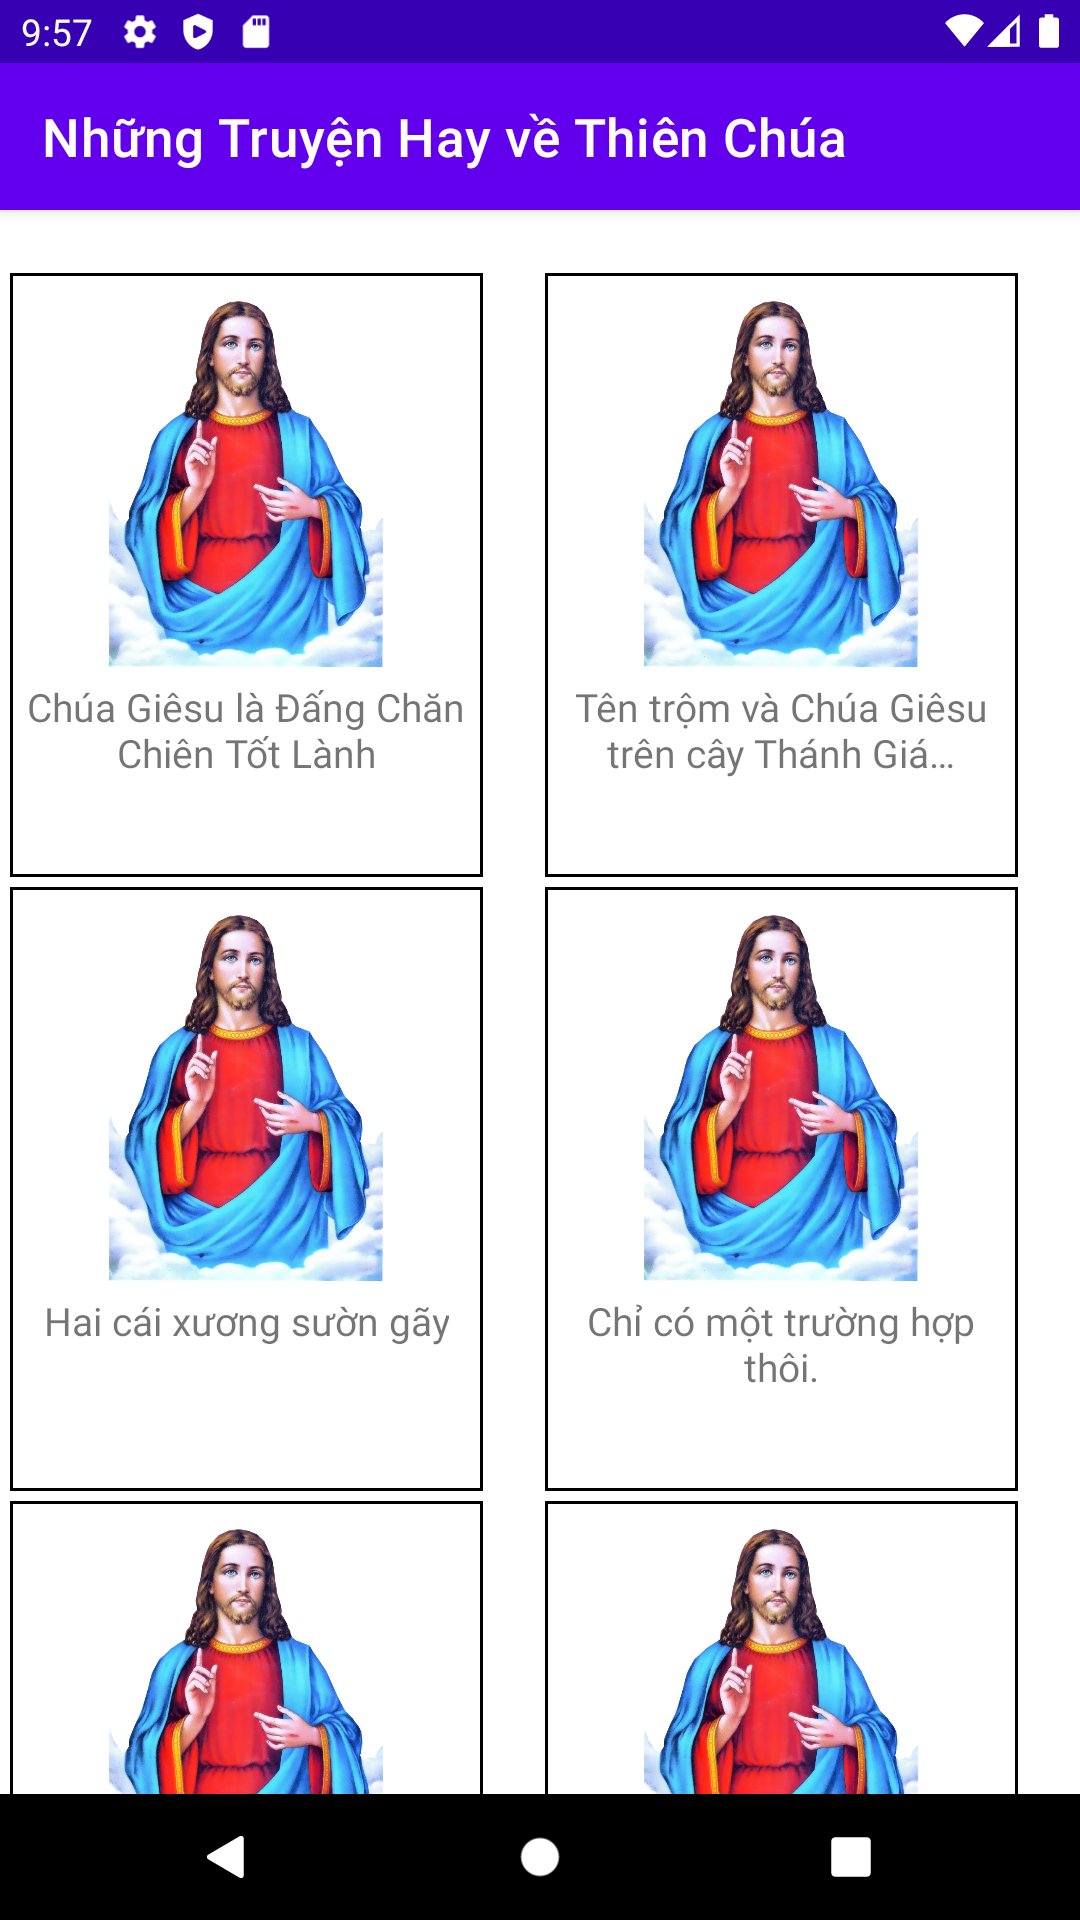 9:57
Những Truyện Hay về Thiên Chúa
Chúa Giêsu là Đấng Chăn
Chiên Tốt Lành
Tên trộm và Chúa Giêsu
trên cây Thánh Giá...
Hai cái xương sườn gãy
Chỉ có một trường hợp
thôi.